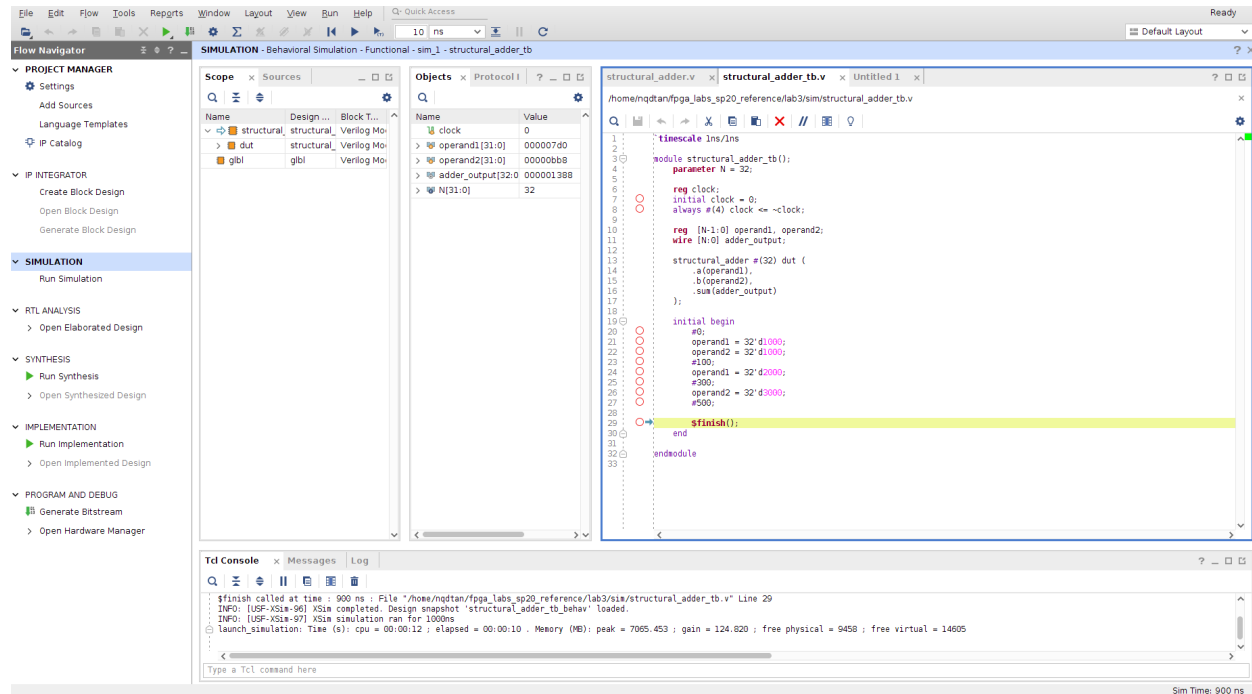 File Edit Flow Tools Reports Window Layout View Run Help Q- Quick Access Ready
10 ns Default Layout
Flow Navigator
PROJECT MANAGER
Settings
Add Sources
Language Templates
IP Catalog
IP INTEGRATOR
Create Block Design
Open Block Design
Generate Block Design
SIMULATION
Run Simulation
RTL ANALYSIS
Open Elaborated Design
SYNTHESIS
Run Synthesis
Open Synthesized Design
IMPLEMENTATION
Run Implementation
Open Implemented Design
PROGRAM AND DEBUG
Generate Bitstream
Open Hardware Manager
SIMULATION - Behavioral Simulation - Functional - sim_1 - structural_adder_tb
Scope Sources
Name Design ... Block T...
structural_ structural_ Verilog Mo
dut structural_ Verilog Mo
glbl glbl Verilog Mo
Objects Protocol I
Name Value
clock 0
operand1[31:0] 000007d0
operand2[31:0] 00000bb8
adder_output[32:0 000001388
N[31:0] 32
structural_adder.v structural_adder_tb.v Untitled 1
/home/nqdtan/fpga_labs_sp20_reference/lab3/sim/structural_adder_tb.v
1 `timescale 1ns/1ns
2
3 module structural_adder_tb();
4 parameter N = 32;
5
6 reg clock;
7 initial clock = 0;
8 always #(4) clock <= ~clock;
9
10 reg [N-1:0] operand1, operand2;
11 wire [N:0] adder_output;
12
13 structural_adder #(32) dut (
14 .a(operand1),
15 .b(operand2),
16 .sum(adder_output)
17 );
18
19 initial begin
20 #0;
21 operand1 = 32'd1000;
22 operand2 = 32'd1000;
23 #100;
24 operand1 = 32'd2000;
25 #300;
26 operand2 = 32'd3000;
27 #500;
28
29 $finish();
30 end
31
32 endmodule
33
Tcl Console Messages Log
$finish called at time : 900 ns : File "/home/nqdtan/fpga_labs_sp20_reference/lab3/sim/structural_adder_tb.v" Line 29
INFO: [USF-XSim-96] XSim completed. Design snapshot 'structural_adder_tb_behav' loaded.
INFO: [USF-XSim-97] XSim simulation ran for 1000ns
launch_simulation: Time (s): cpu = 00:00:12 ; elapsed = 00:00:10 . Memory (MB): peak = 7065.453 ; gain = 124.820 ; free physical = 9458 ; free virtual = 14605
Type a Tcl command here
Sim Time: 900 ns